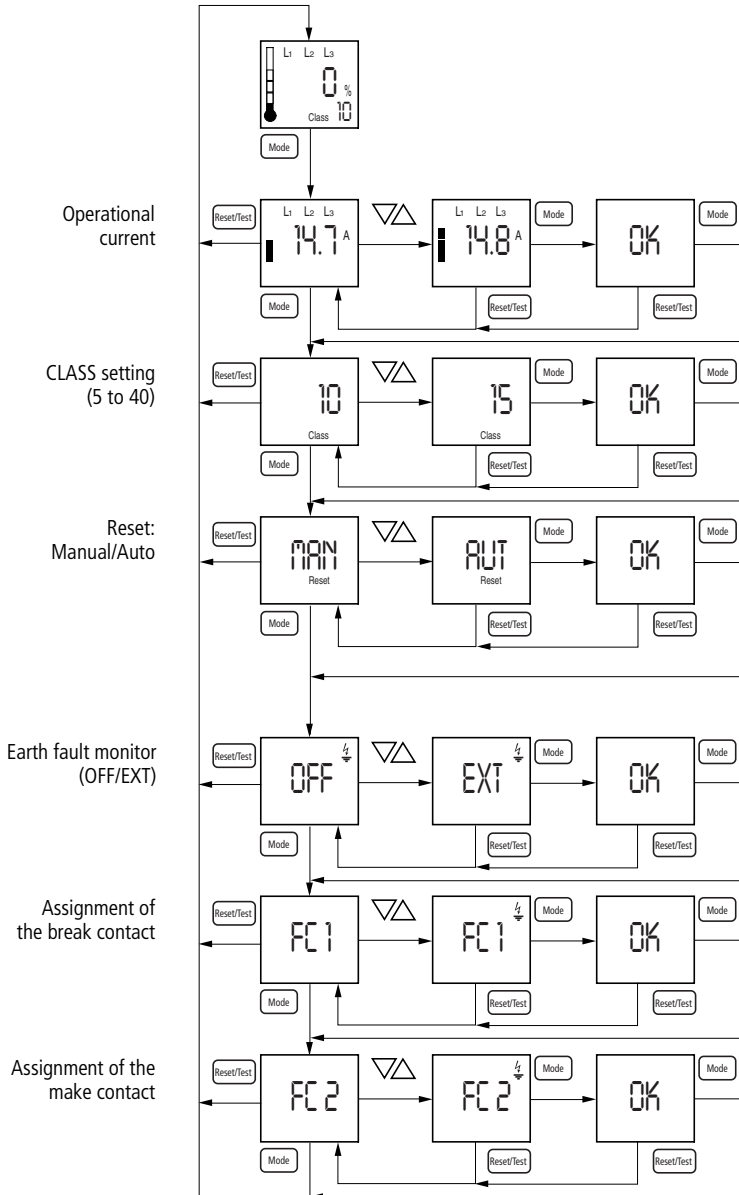 L1 L2 L3
0 %
Class 10
Mode
Operational
current
Reset/Test
L1 L2 L3
14.7 A
L1 L2 L3
14.8 A
Mode
OK
Mode
Mode
Reset/Test
Reset/Test
CLASS setting
(5 to 40)
Reset/Test
10
Class
15
Class
Mode
OK
Mode
Mode
Reset/Test
Reset/Test
Reset:
Manual/Auto
Reset/Test
MAN
Reset
AUT
Reset
Mode
OK
Mode
Mode
Reset/Test
Reset/Test
Earth fault monitor
(OFF/EXT)
Reset/Test
OFF
EXT
Mode
OK
Mode
Mode
Reset/Test
Reset/Test
Assignment of
the break contact
Reset/Test
FC1
FC1
Mode
OK
Mode
Mode
Reset/Test
Reset/Test
Assignment of the
make contact
Reset/Test
FC2
FC2
Mode
OK
Mode
Mode
Reset/Test
Reset/Test